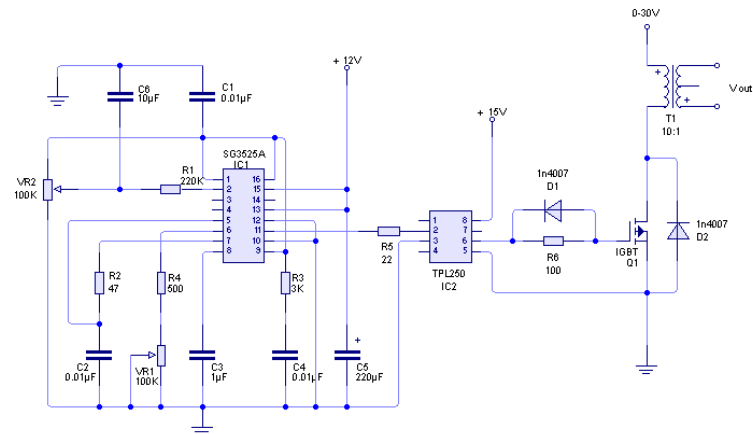 0-30V
+ 12V
C6
10µF
C1
0.01µF
+
+
Vout
T1
10:1
+ 15V
SG3525A
IC1
R1
220K
VR2
100K
1
2
3
4
5
6
7
8
16
15
14
13
12
11
10
9
1n4007
D1
R5
22
1
2
3
4
8
7
6
5
TPL250
IC2
R6
100
IGBT
Q1
1n4007
D2
R2
47
R4
500
R3
3K
C2
0.01µF
VR1
100K
C3
1µF
C4
0.01µF
+
C5
220µF